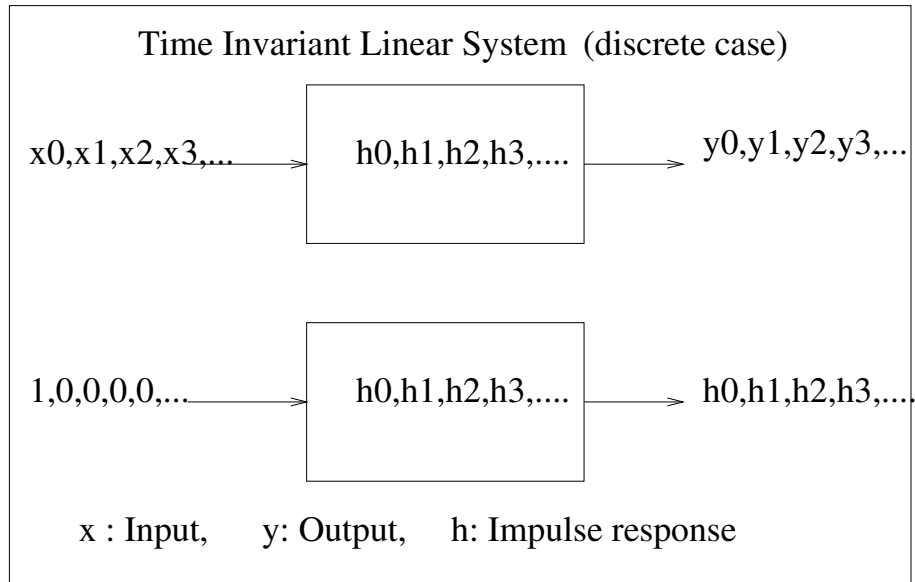 Time Invariant Linear System (discrete case)
x0,x1,x2,x3,... h0,h1,h2,h3,.... y0,y1,y2,y3,...
1,0,0,0,0,... h0,h1,h2,h3,.... h0,h1,h2,h3,....
x : Input, y: Output, h: Impulse response